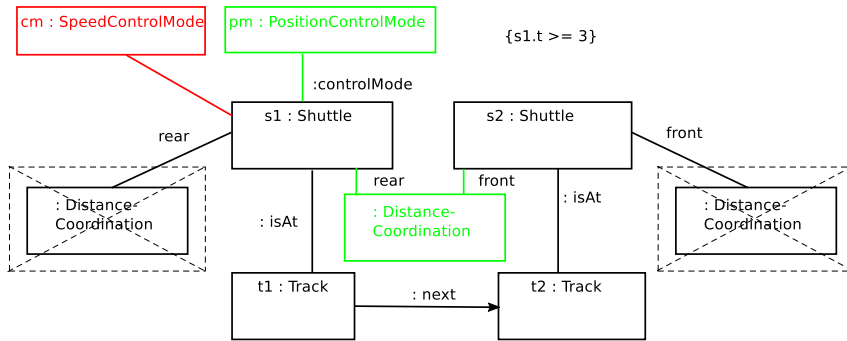 cm : SpeedControlMode
pm : PositionControlMode
{s1.t >= 3}
:controlMode
s1 : Shuttle
s2 : Shuttle
rear
front
rear
front
: Distance-
Coordination
: Distance-
Coordination
: Distance-
Coordination
: isAt
: isAt
t1 : Track
: next
t2 : Track